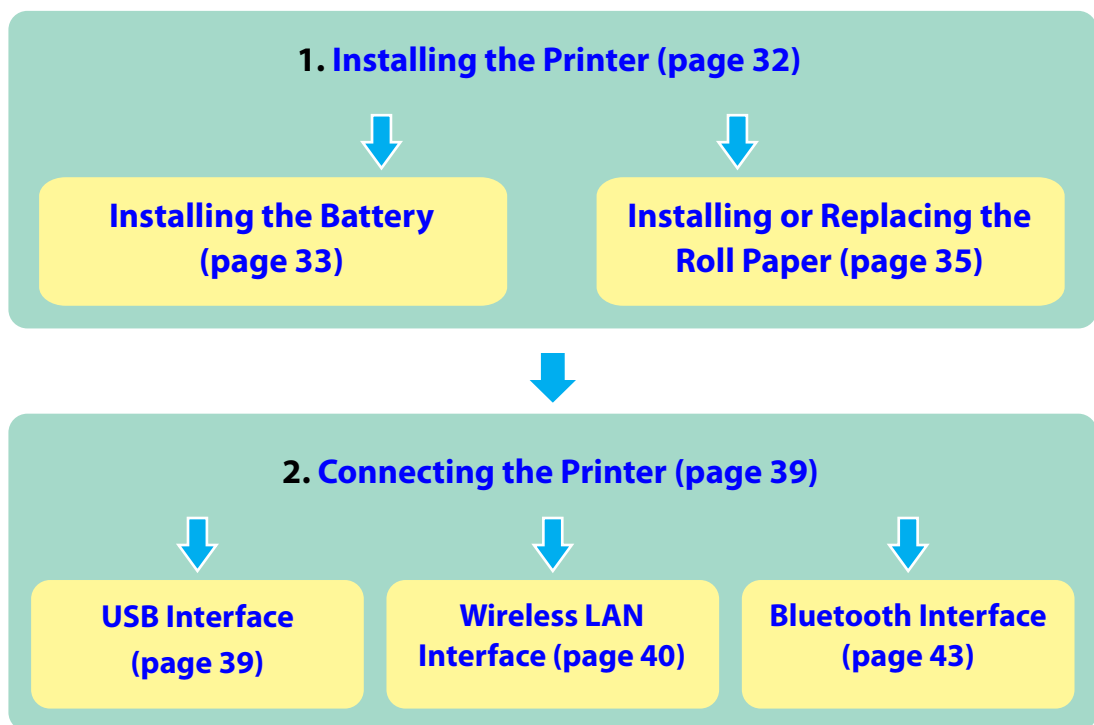 1. Installing the Printer (page 32)
Installing the Battery
(page 33)
Installing or Replacing the
Roll Paper (page 35)
2. Connecting the Printer (page 39)
USB Interface
(page 39)
Wireless LAN
Interface (page 40)
Bluetooth Interface
(page 43)